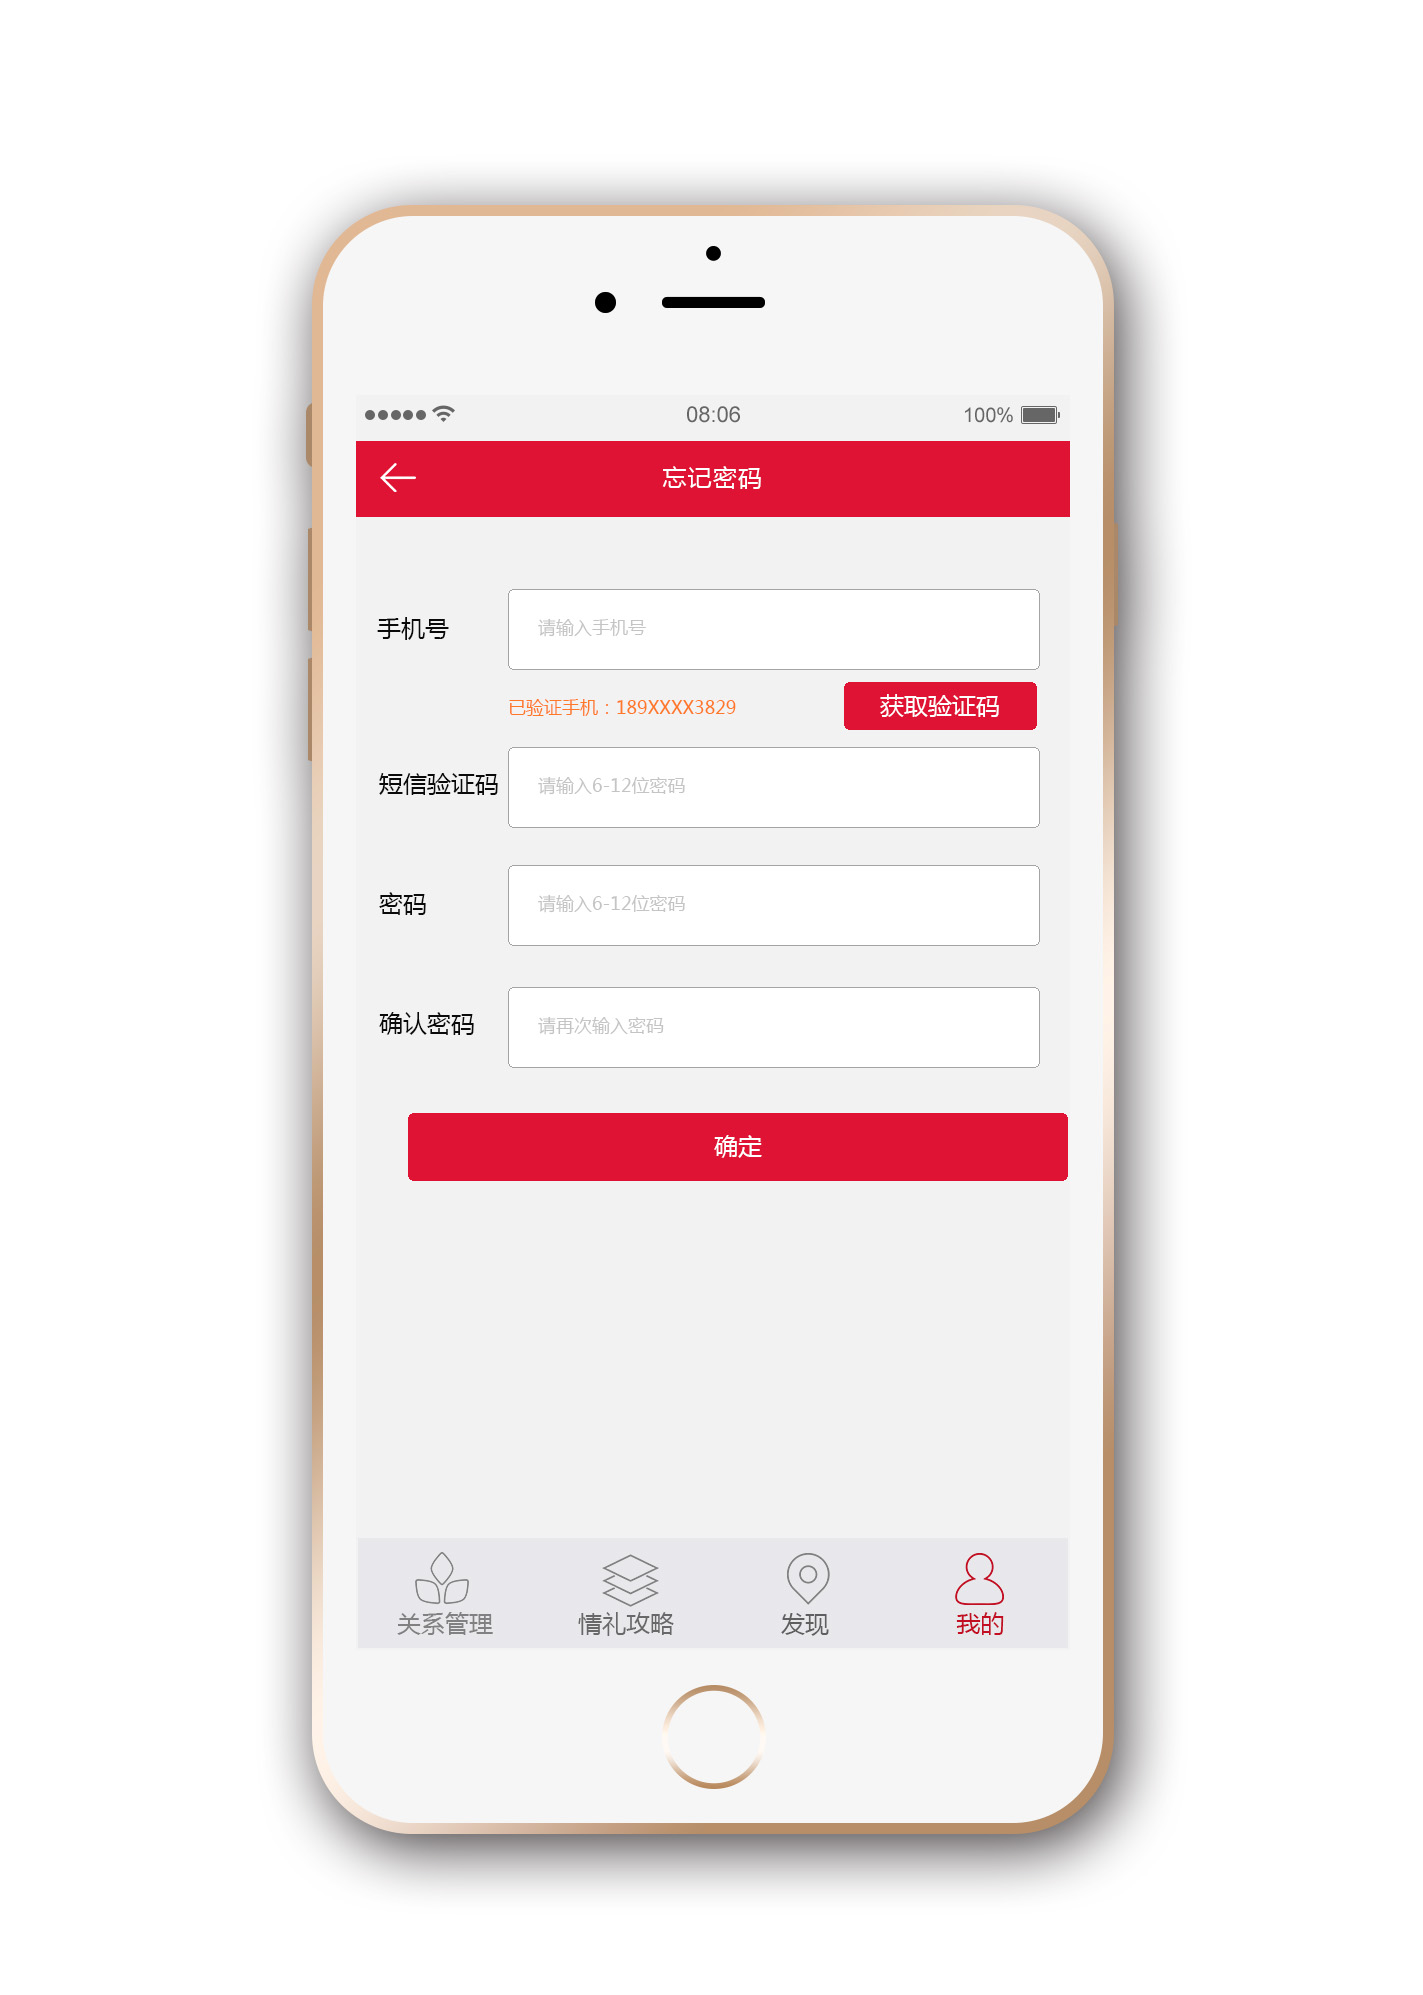 08:06 100%
忘记密码
手机号 请输入手机号
已验证手机：189XXXX3829 获取验证码
短信验证码 请输入6-12位密码
密码 请输入6-12位密码
确认密码 请再次输入密码
确定
关系管理 情礼攻略 发现 我的